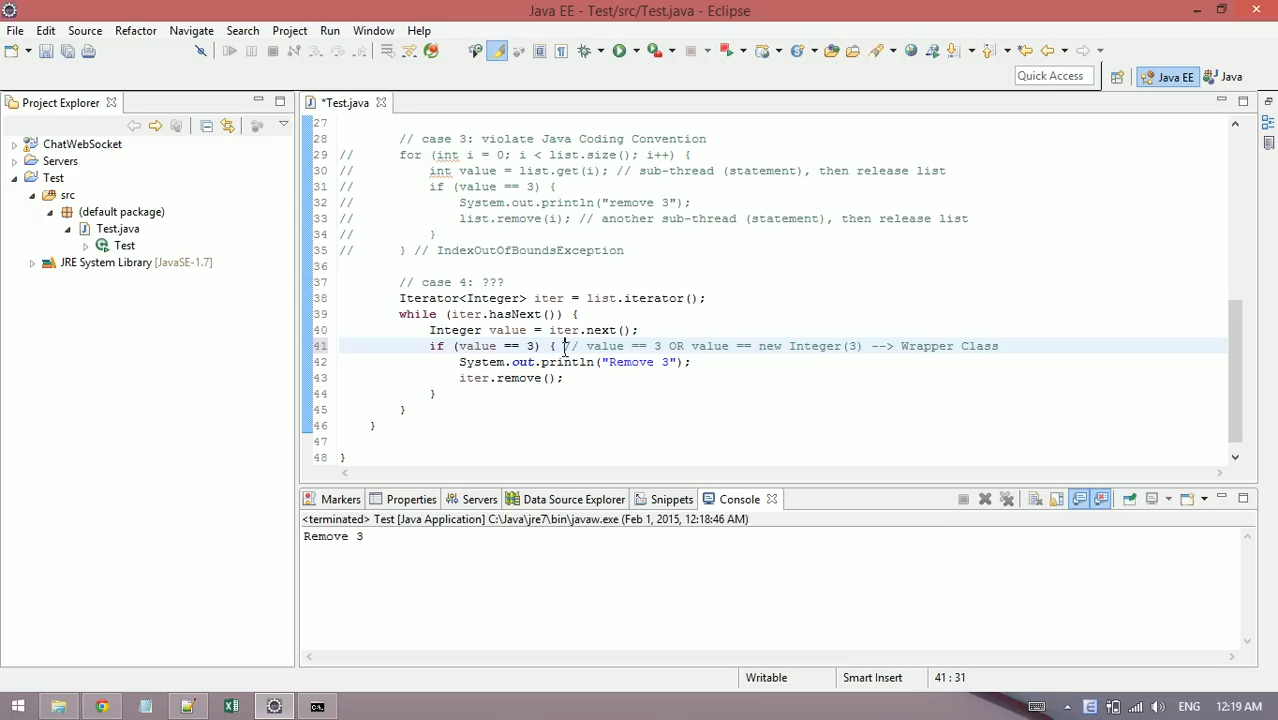 Java EE - Test/src/Test.java - Eclipse
File Edit Source Refactor Navigate Search Project Run Window Help
Quick Access Java EE Java
Project Explorer
*Test.java
ChatWebSocket
Servers
Test
src
(default package)
Test.java
Test
JRE System Library [JavaSE-1.7]
27
28 // case 3: violate Java Coding Convention
29 // for (int i = 0; i < list.size(); i++) {
30 // int value = list.get(i); // sub-thread (statement), then release list
31 // if (value == 3) {
32 // System.out.println("remove 3");
33 // list.remove(i); // another sub-thread (statement), then release list
34 // }
35 // } // IndexOutOfBoundsException
36
37 // case 4: ???
38 Iterator<Integer> iter = list.iterator();
39 while (iter.hasNext()) {
40 Integer value = iter.next();
41 if (value == 3) { // value == 3 OR value == new Integer(3) --> Wrapper Class
42 System.out.println("Remove 3");
43 iter.remove();
44 }
45 }
46 }
47
48 }
Markers Properties Servers Data Source Explorer Snippets Console
<terminated> Test [Java Application] C:\Java\jre7\bin\javaw.exe (Feb 1, 2015, 12:18:46 AM)
Remove 3
Writable Smart Insert 41 : 31
ENG 12:19 AM